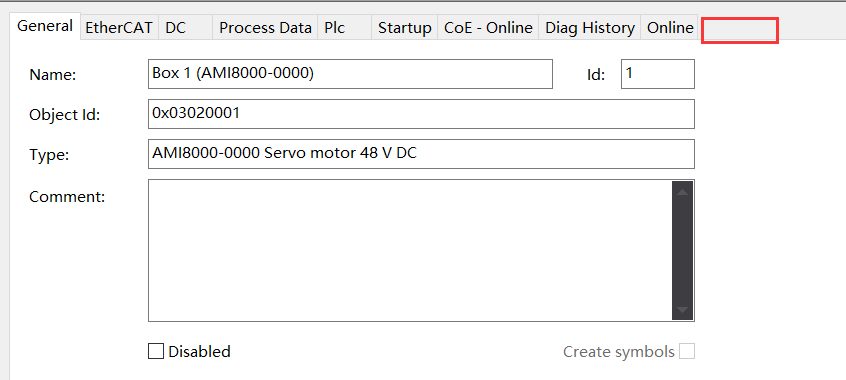 General EtherCAT DC Process Data Plc Startup CoE - Online Diag History Online
Name: Box 1 (AMI8000-0000) Id: 1
Object Id: 0x03020001
Type: AMI8000-0000 Servo motor 48 V DC
Comment:
Disabled Create symbols